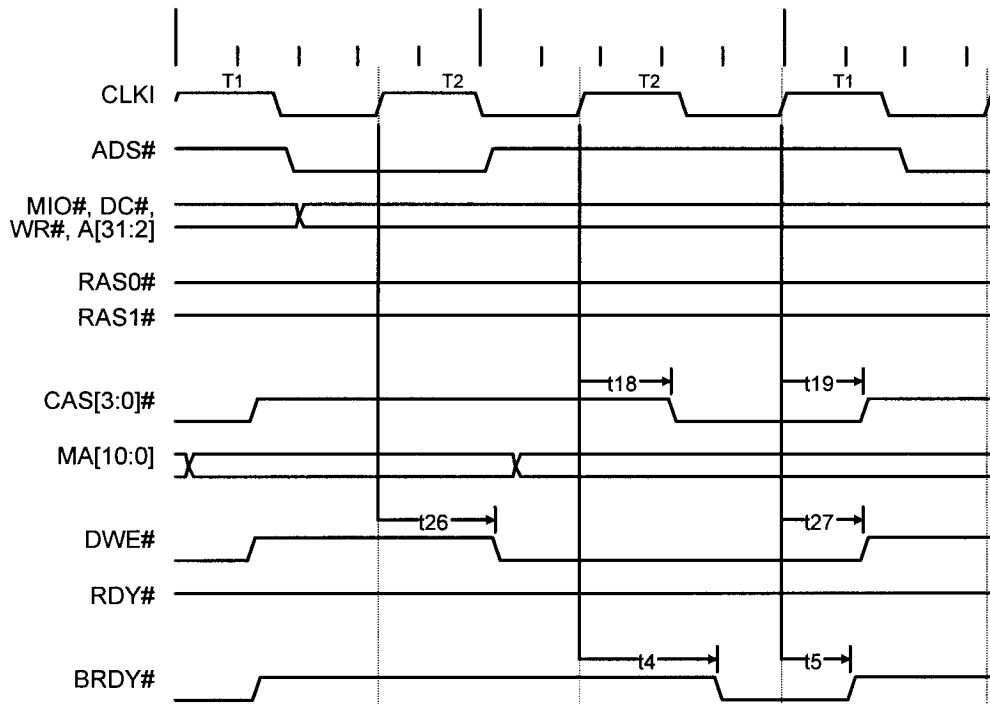 T1 T2 T2 T1
CLKI
ADS#
MIO#, DC#,
WR#, A[31:2]
RAS0#
RAS1#
t18 t19
CAS[3:0]#
MA[10:0]
t26 t27
DWE#
RDY#
t4 t5
BRDY#